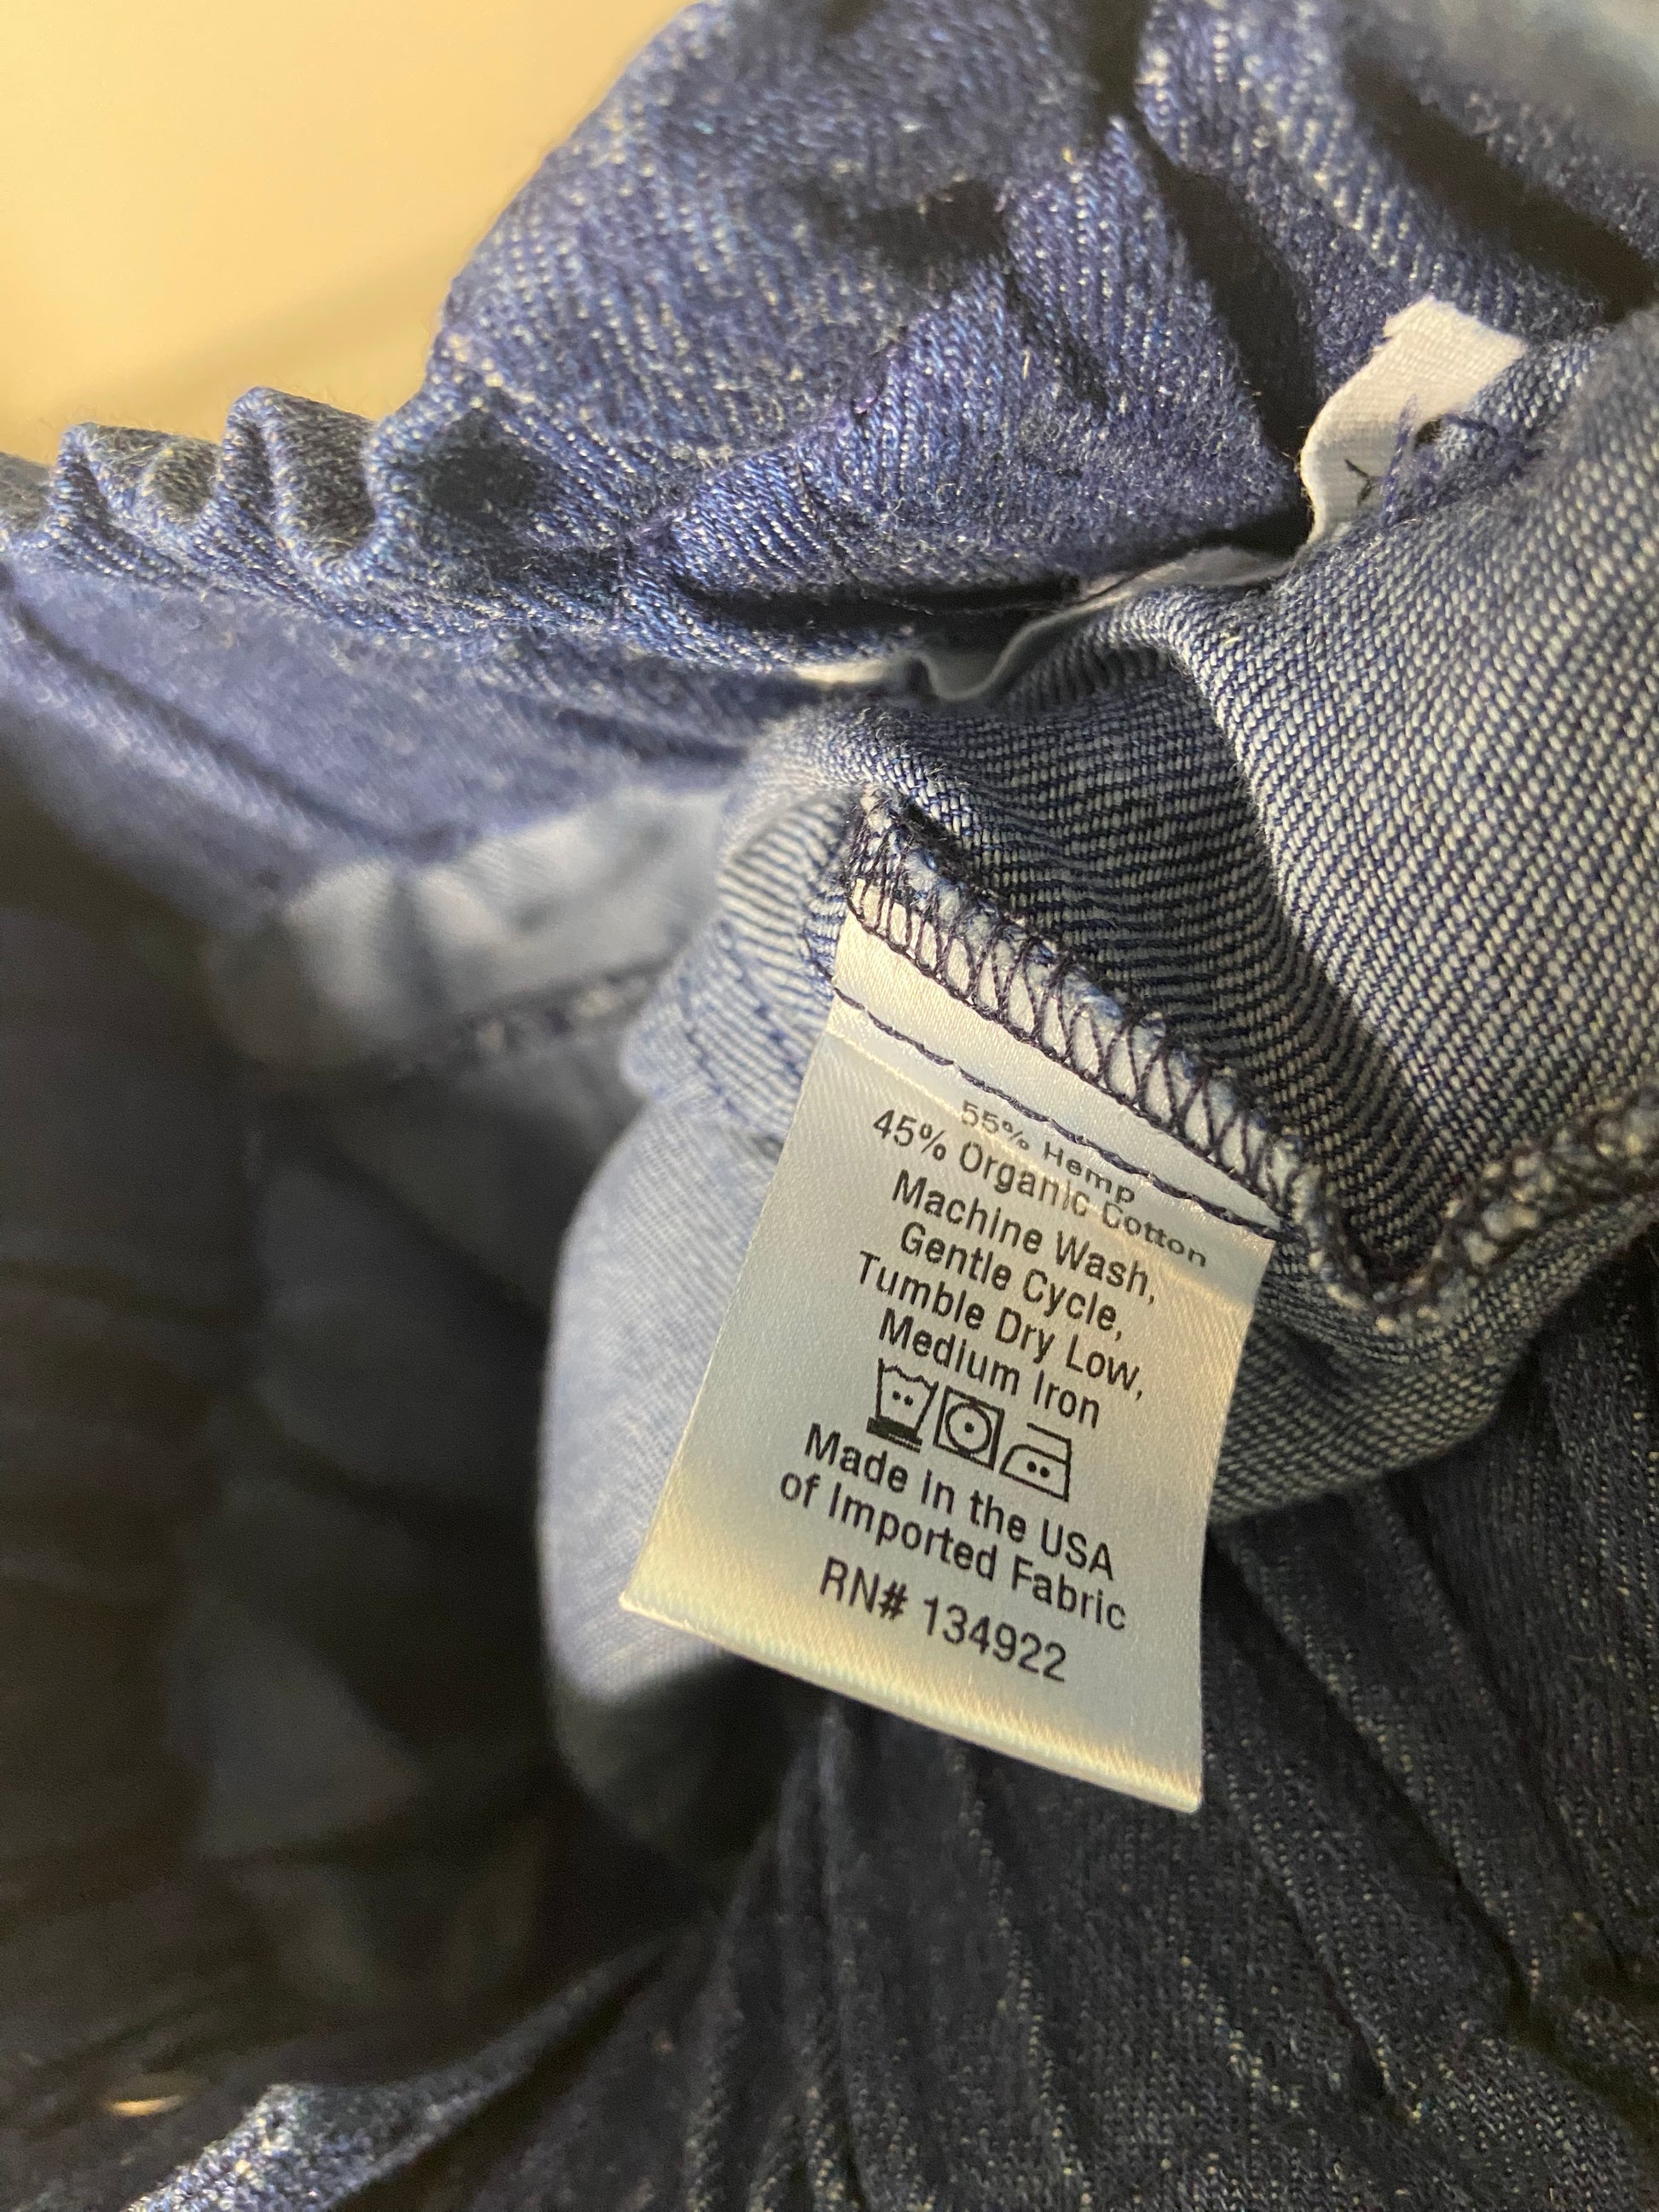 55% Hemp
45% Organic Cotton
Machine Wash,
Gentle Cycle,
Tumble Dry Low,
Medium Iron
Made in the USA
of Imported Fabric
RN# 134922